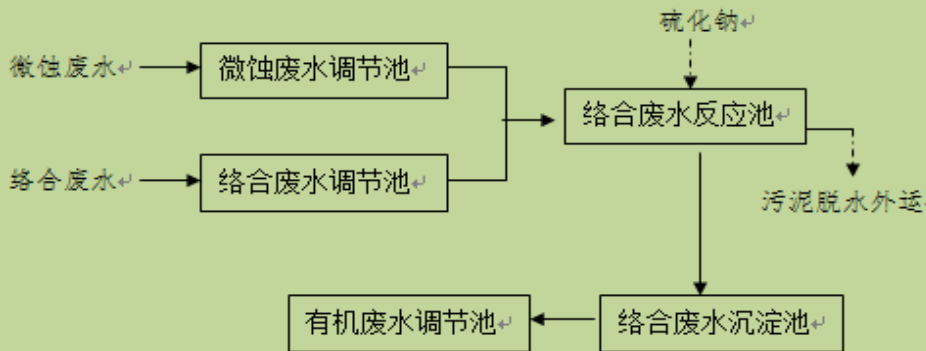 硫化钠
微蚀废水
微蚀废水调节池
络合废水反应池
络合废水
络合废水调节池
污泥脱水外运
有机废水调节池
络合废水沉淀池